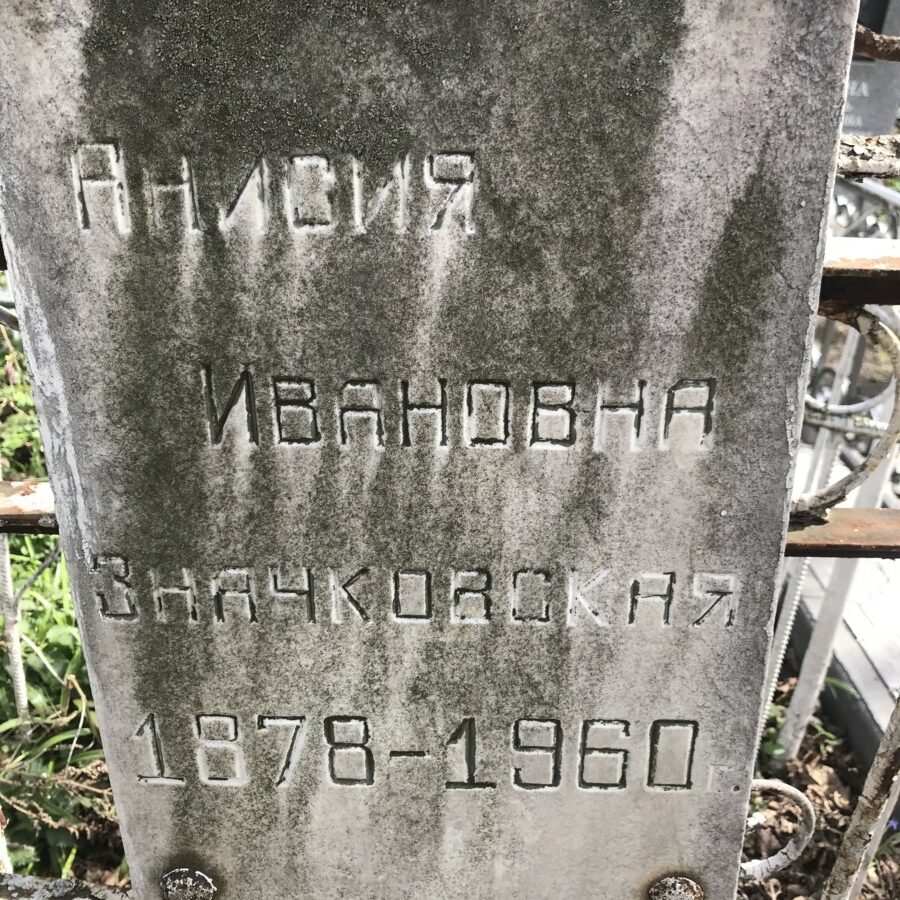 Анисия
Ивановна
Значковская
1878-1960 г.